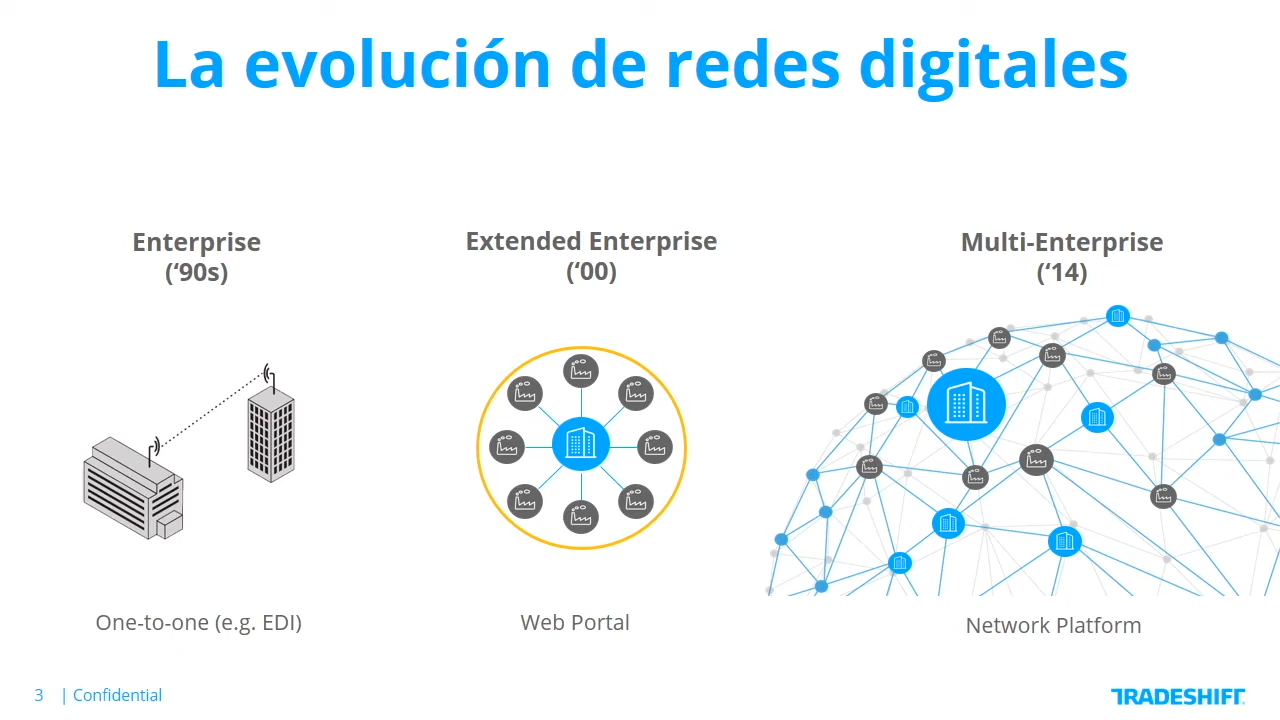 La evolución de redes digitales
Enterprise
(‘90s)
Extended Enterprise
(‘00)
Multi-Enterprise
(‘14)
One-to-one (e.g. EDI)
Web Portal
Network Platform
3 | Confidential
TRADESHIFT